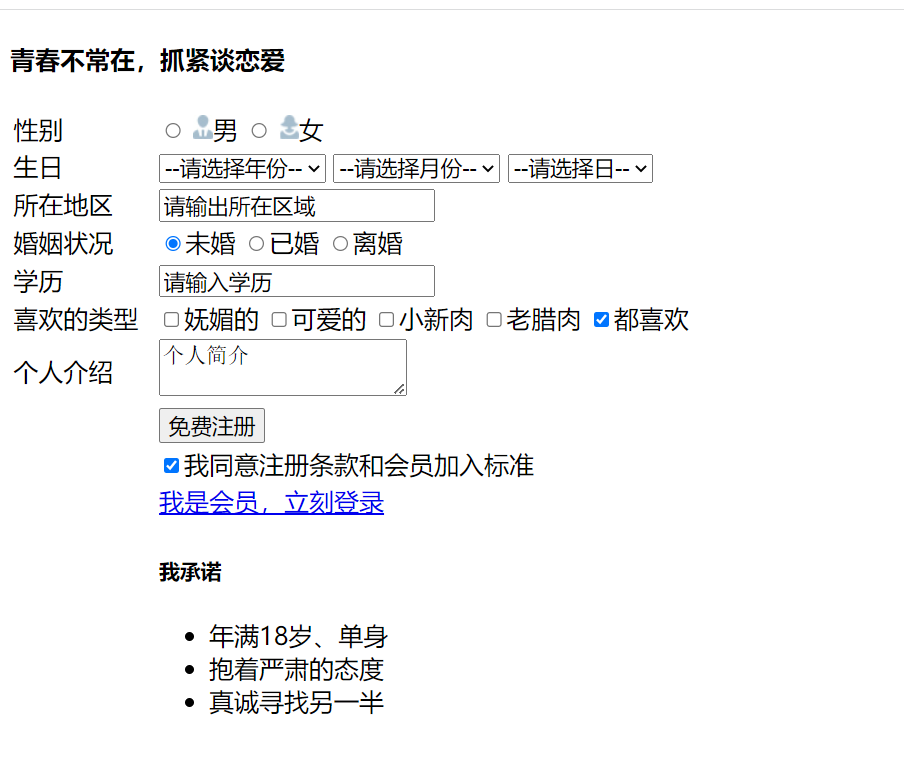 青春不常在，抓紧谈恋爱
性别 男 女
生日 --请选择年份-- --请选择月份-- --请选择日--
所在地区 请输出所在区域
婚姻状况 未婚 已婚 离婚
学历 请输入学历
喜欢的类型 妩媚的 可爱的 小新肉 老腊肉 都喜欢
个人介绍 个人简介
免费注册
我同意注册条款和会员加入标准
我是会员，立刻登录
我承诺
年满18岁、单身
抱着严肃的态度
真诚寻找另一半